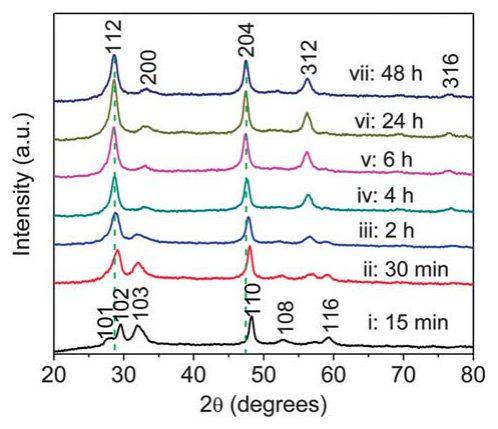 112
200
204
312
316
vii: 48 h
vi: 24 h
v: 6 h
iv: 4 h
iii: 2 h
ii: 30 min
i: 15 min
101
102
103
110
108
116
Intensity (a.u.)
20 30 40 50 60 70 80
2θ (degrees)